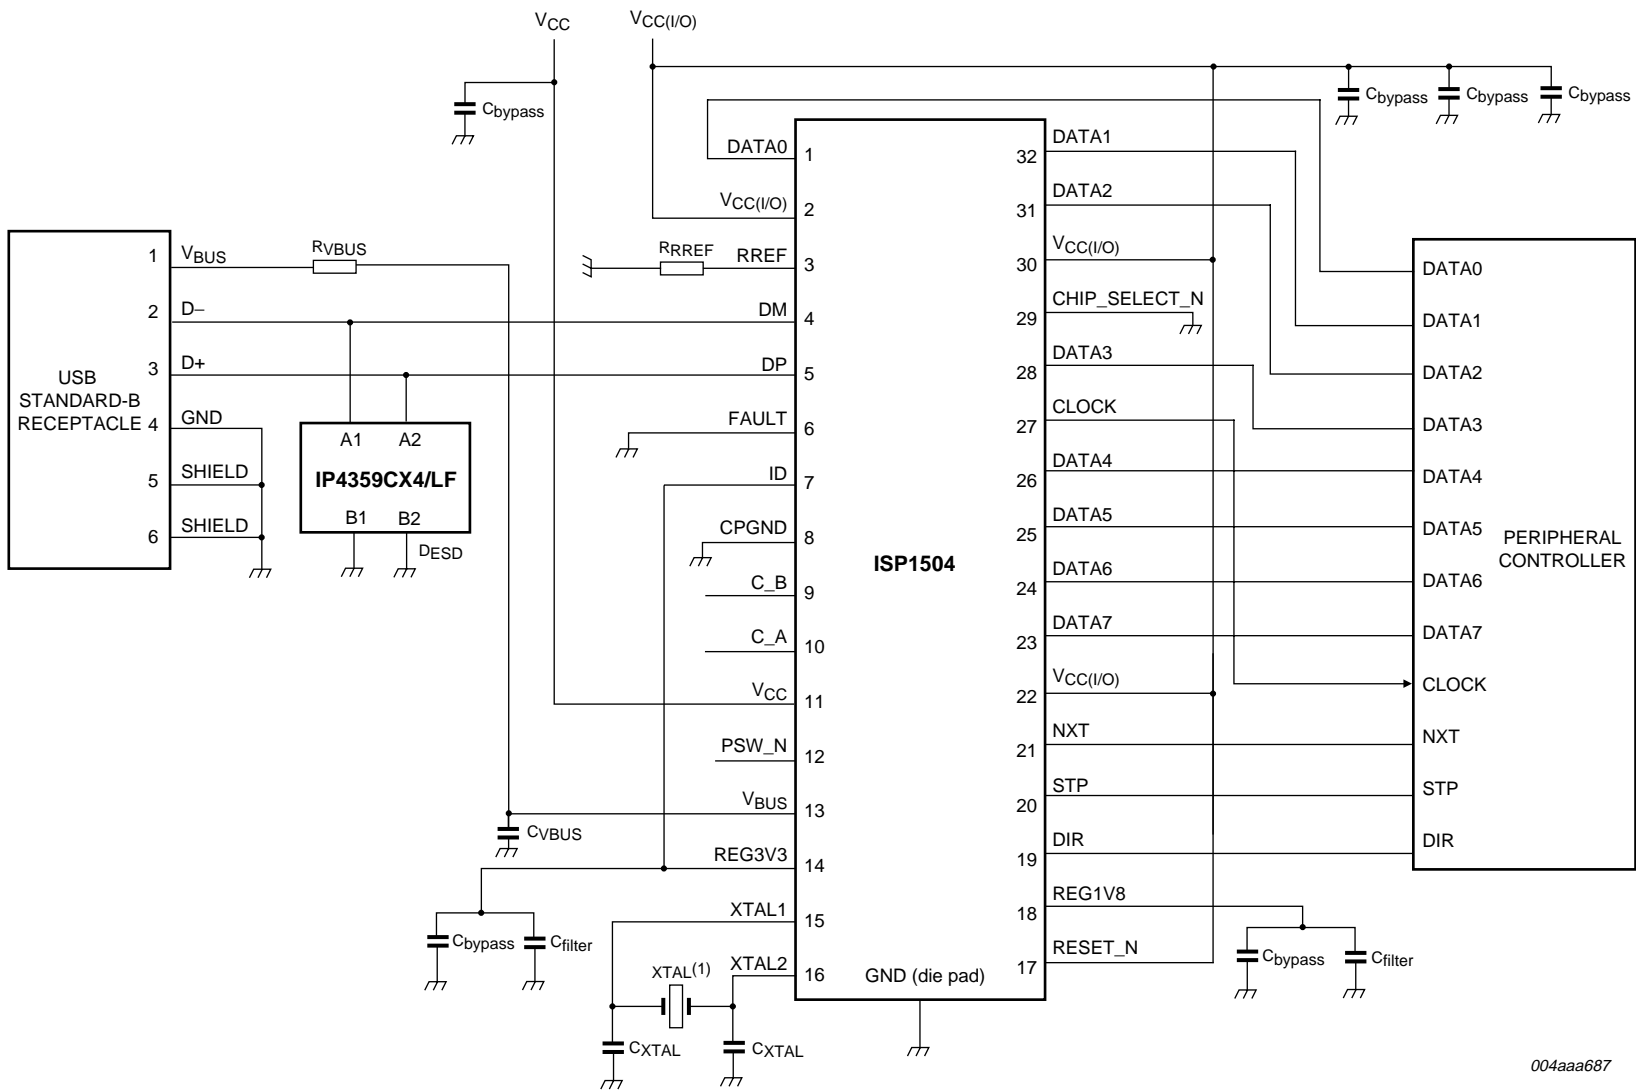 VCC
VCC(I/O)
Cbypass
Cbypass
Cbypass
Cbypass
USB
STANDARD-B
RECEPTACLE
1
VBUS
2
D−
3
D+
4
GND
5
SHIELD
6
SHIELD
RVBUS
A1
A2
IP4359CX4/LF
B1
B2
DESD
RRREF
CVBUS
Cbypass
Cfilter
XTAL(1)
CXTAL
CXTAL
DATA0
1
VCC(I/O)
2
RREF
3
DM
4
DP
5
FAULT
6
ID
7
CPGND
8
C_B
9
C_A
10
VCC
11
PSW_N
12
VBUS
13
REG3V3
14
XTAL1
15
XTAL2
16
ISP1504
GND (die pad)
32
DATA1
31
DATA2
30
VCC(I/O)
29
CHIP_SELECT_N
28
DATA3
27
CLOCK
26
DATA4
25
DATA5
24
DATA6
23
DATA7
22
VCC(I/O)
21
NXT
20
STP
19
DIR
18
REG1V8
17
RESET_N
Cbypass
Cfilter
DATA0
DATA1
DATA2
DATA3
DATA4
DATA5
DATA6
DATA7
CLOCK
NXT
STP
DIR
PERIPHERAL
CONTROLLER
004aaa687